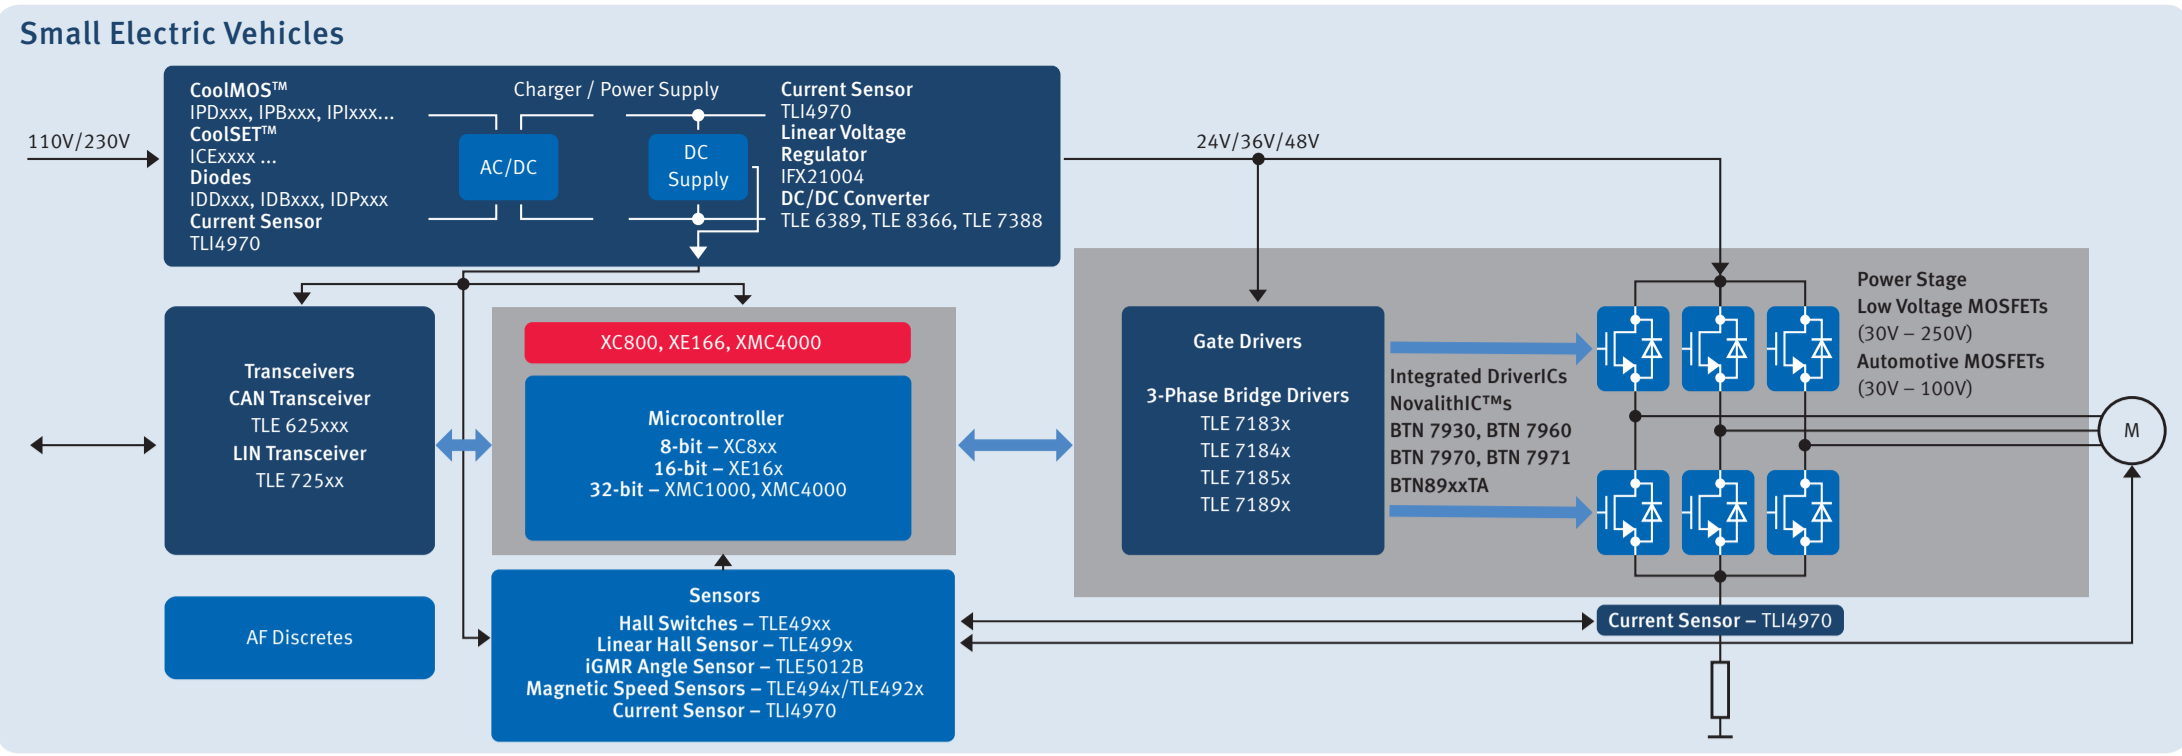 Small Electric Vehicles
110V/230V
CoolMOS™
IPDxxx, IPBxxx, IPIxxx...
CoolSET™
ICExxxx ...
Diodes
IDDxxx, IDBxxx, IDPxxx
Current Sensor
TLI4970
Charger / Power Supply
AC/DC
DC
Supply
Current Sensor
TLI4970
Linear Voltage
Regulator
IFX21004
DC/DC Converter
TLE 6389, TLE 8366, TLE 7388
24V/36V/48V
Transceivers
CAN Transceiver
TLE 625xxx
LIN Transceiver
TLE 725xx
XC800, XE166, XMC4000
Microcontroller
8-bit – XC8xx
16-bit – XE16x
32-bit – XMC1000, XMC4000
Gate Drivers
3-Phase Bridge Drivers
TLE 7183x
TLE 7184x
TLE 7185x
TLE 7189x
Integrated DriverICs
NovalithIC™s
BTN 7930, BTN 7960
BTN 7970, BTN 7971
BTN89xxTA
Power Stage
Low Voltage MOSFETs
(30V – 250V)
Automotive MOSFETs
(30V – 100V)
M
AF Discretes
Sensors
Hall Switches – TLE49xx
Linear Hall Sensor – TLE499x
iGMR Angle Sensor – TLE5012B
Magnetic Speed Sensors – TLE494x/TLE492x
Current Sensor – TLI4970
Current Sensor – TLI4970